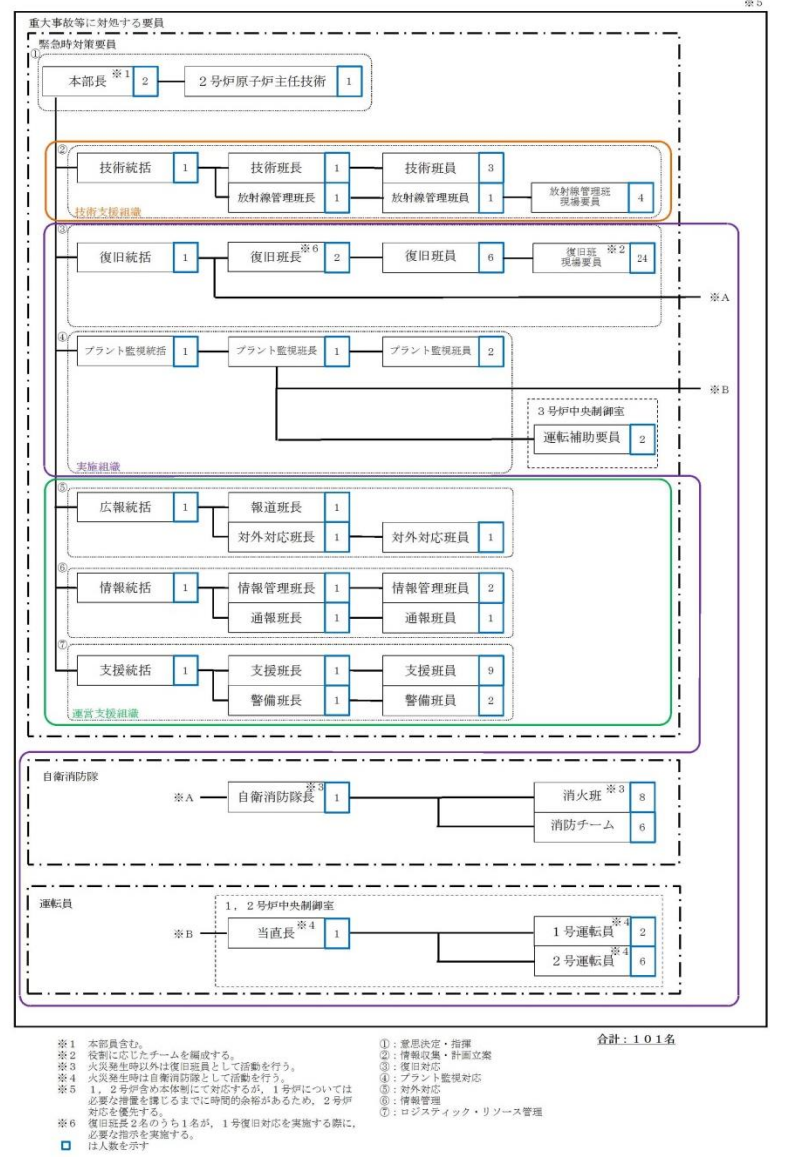 ※5
重大事故等に対処する要員
緊急時対策要員
①
本部長 ※1 2 2号炉原子炉主任技術 1
②
技術統括 1 技術班長 1 技術班員 3
放射線管理班長 1 放射線管理班員 1 放射線管理班
現場要員 4
技術支援組織
③
復旧統括 1 復旧班長 ※6 2 復旧班員 6 復旧班 ※2
現場要員 24
※A
④
プラント監視統括 1 プラント監視班長 1 プラント監視班員 2
※B
3号炉中央制御室
運転補助要員 2
実施組織
⑤
広報統括 1 報道班長 1
対外対応班長 1 対外対応班員 1
⑥
情報統括 1 情報管理班長 1 情報管理班員 2
通報班長 1 通報班員 1
⑦
支援統括 1 支援班長 1 支援班員 9
警備班長 1 警備班員 2
運営支援組織
自衛消防隊
※A 自衛消防隊長 ※3 1 消火班 ※3 8
消防チーム 6
運転員
1,2号炉中央制御室
※B 当直長 ※4 1 1号運転員 ※4 2
2号運転員 ※4 6
合計:101名
※1 本部員含む。
※2 役割に応じたチームを編成する。
※3 火災発生時以外は復旧班員として活動を行う。
※4 火災発生時は自衛消防隊として活動を行う。
※5 1,2号炉含め本体制にて対応するが,1号炉については
必要な措置を講じるまでに時間的余裕があるため,2号炉
対応を優先する。
※6 復旧班長2名のうち1名が,1号復旧対応を実施する際に,
必要な指示を実施する。
は人数を示す
①:意思決定・指揮
②:情報収集・計画立案
③:復旧対応
④:プラント監視対応
⑤:対外対応
⑥:情報管理
⑦:ロジスティック・リソース管理